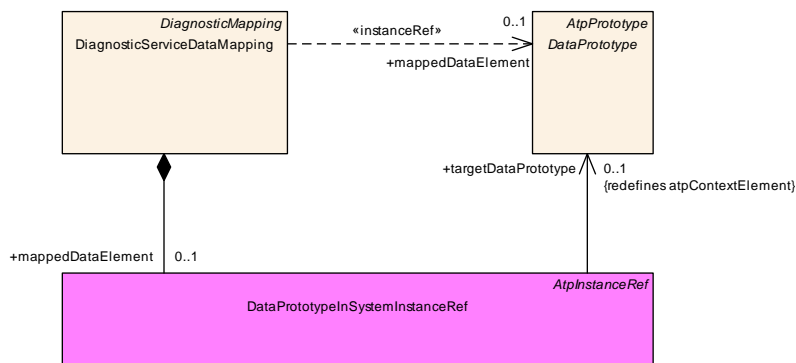 DiagnosticMapping
DiagnosticServiceDataMapping
«instanceRef»
0..1
+mappedDataElement
AtpPrototype
DataPrototype
+targetDataPrototype
0..1
{redefines atpContextElement}
+mappedDataElement
0..1
AtpInstanceRef
DataPrototypeInSystemInstanceRef